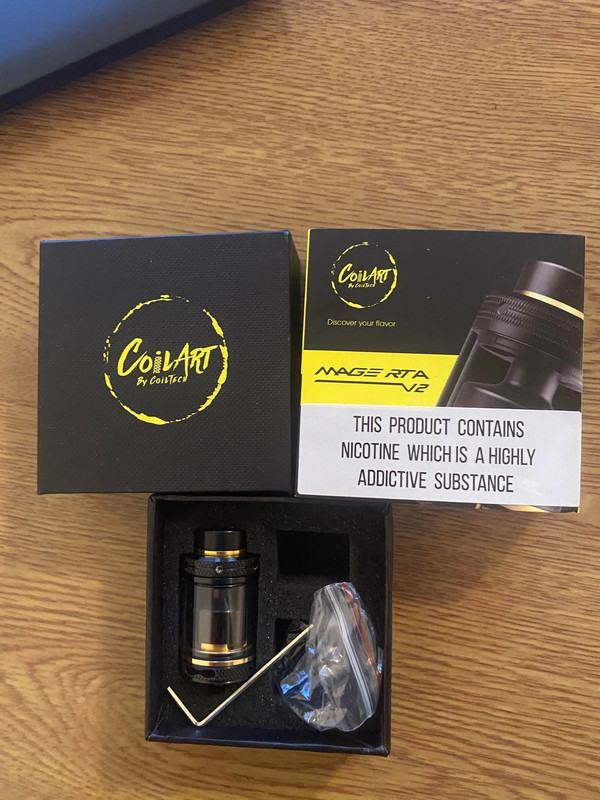 COILART
BY COILTECH
COILART
BY COILTECH
Discover your flavor
MAGE RTA
V2
THIS PRODUCT CONTAINS
NICOTINE WHICH IS A HIGHLY
ADDICTIVE SUBSTANCE